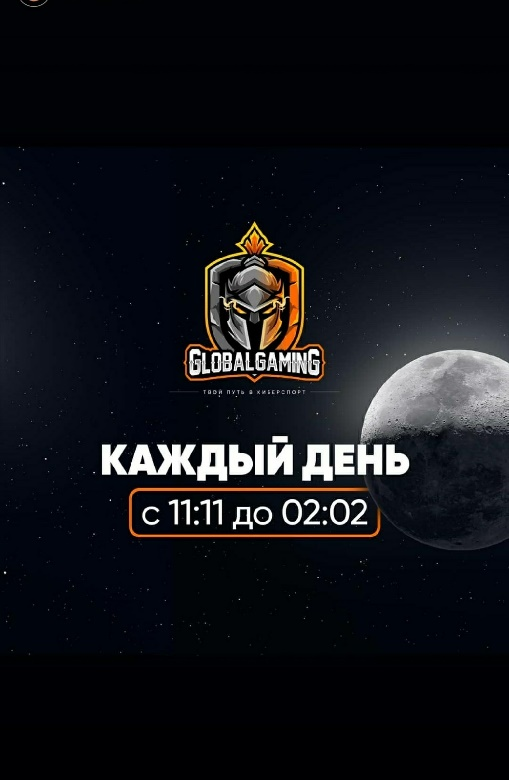 GLOBALGAMING
ТВОЙ ПУТЬ В КИБЕРСПОРТ
КАЖДЫЙ ДЕНЬ
с 11:11 до 02:02